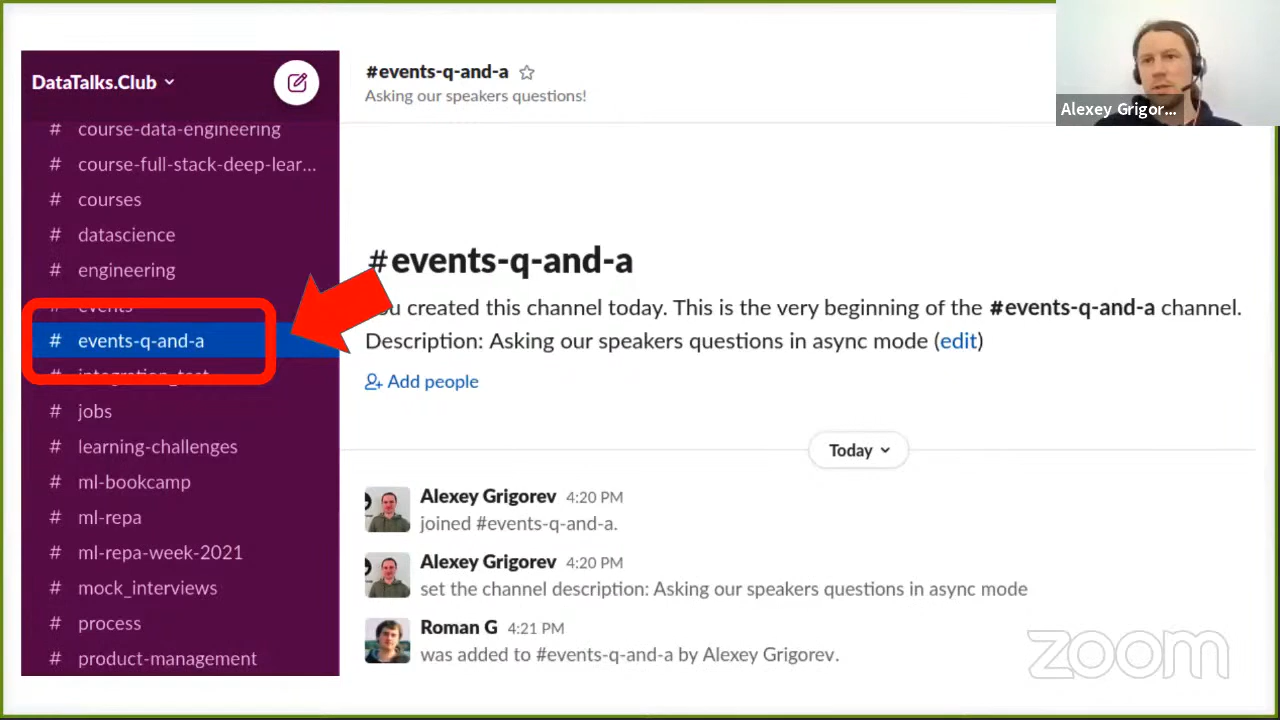 DataTalks.Club
# course-data-engineering
# course-full-stack-deep-lear...
# courses
# datascience
# engineering
events
# events-q-and-a
# integration_test
# jobs
# learning-challenges
# ml-bookcamp
# ml-repa
# ml-repa-week-2021
# mock_interviews
# process
# product-management
#events-q-and-a
Asking our speakers questions!
#events-q-and-a
u created this channel today. This is the very beginning of the #events-q-and-a channel.
Description: Asking our speakers questions in async mode (edit)
Add people
Today
Alexey Grigorev 4:20 PM
joined #events-q-and-a.
Alexey Grigorev 4:20 PM
set the channel description: Asking our speakers questions in async mode
Roman G 4:21 PM
was added to #events-q-and-a by Alexey Grigorev.
Alexey Grigor...
zoom